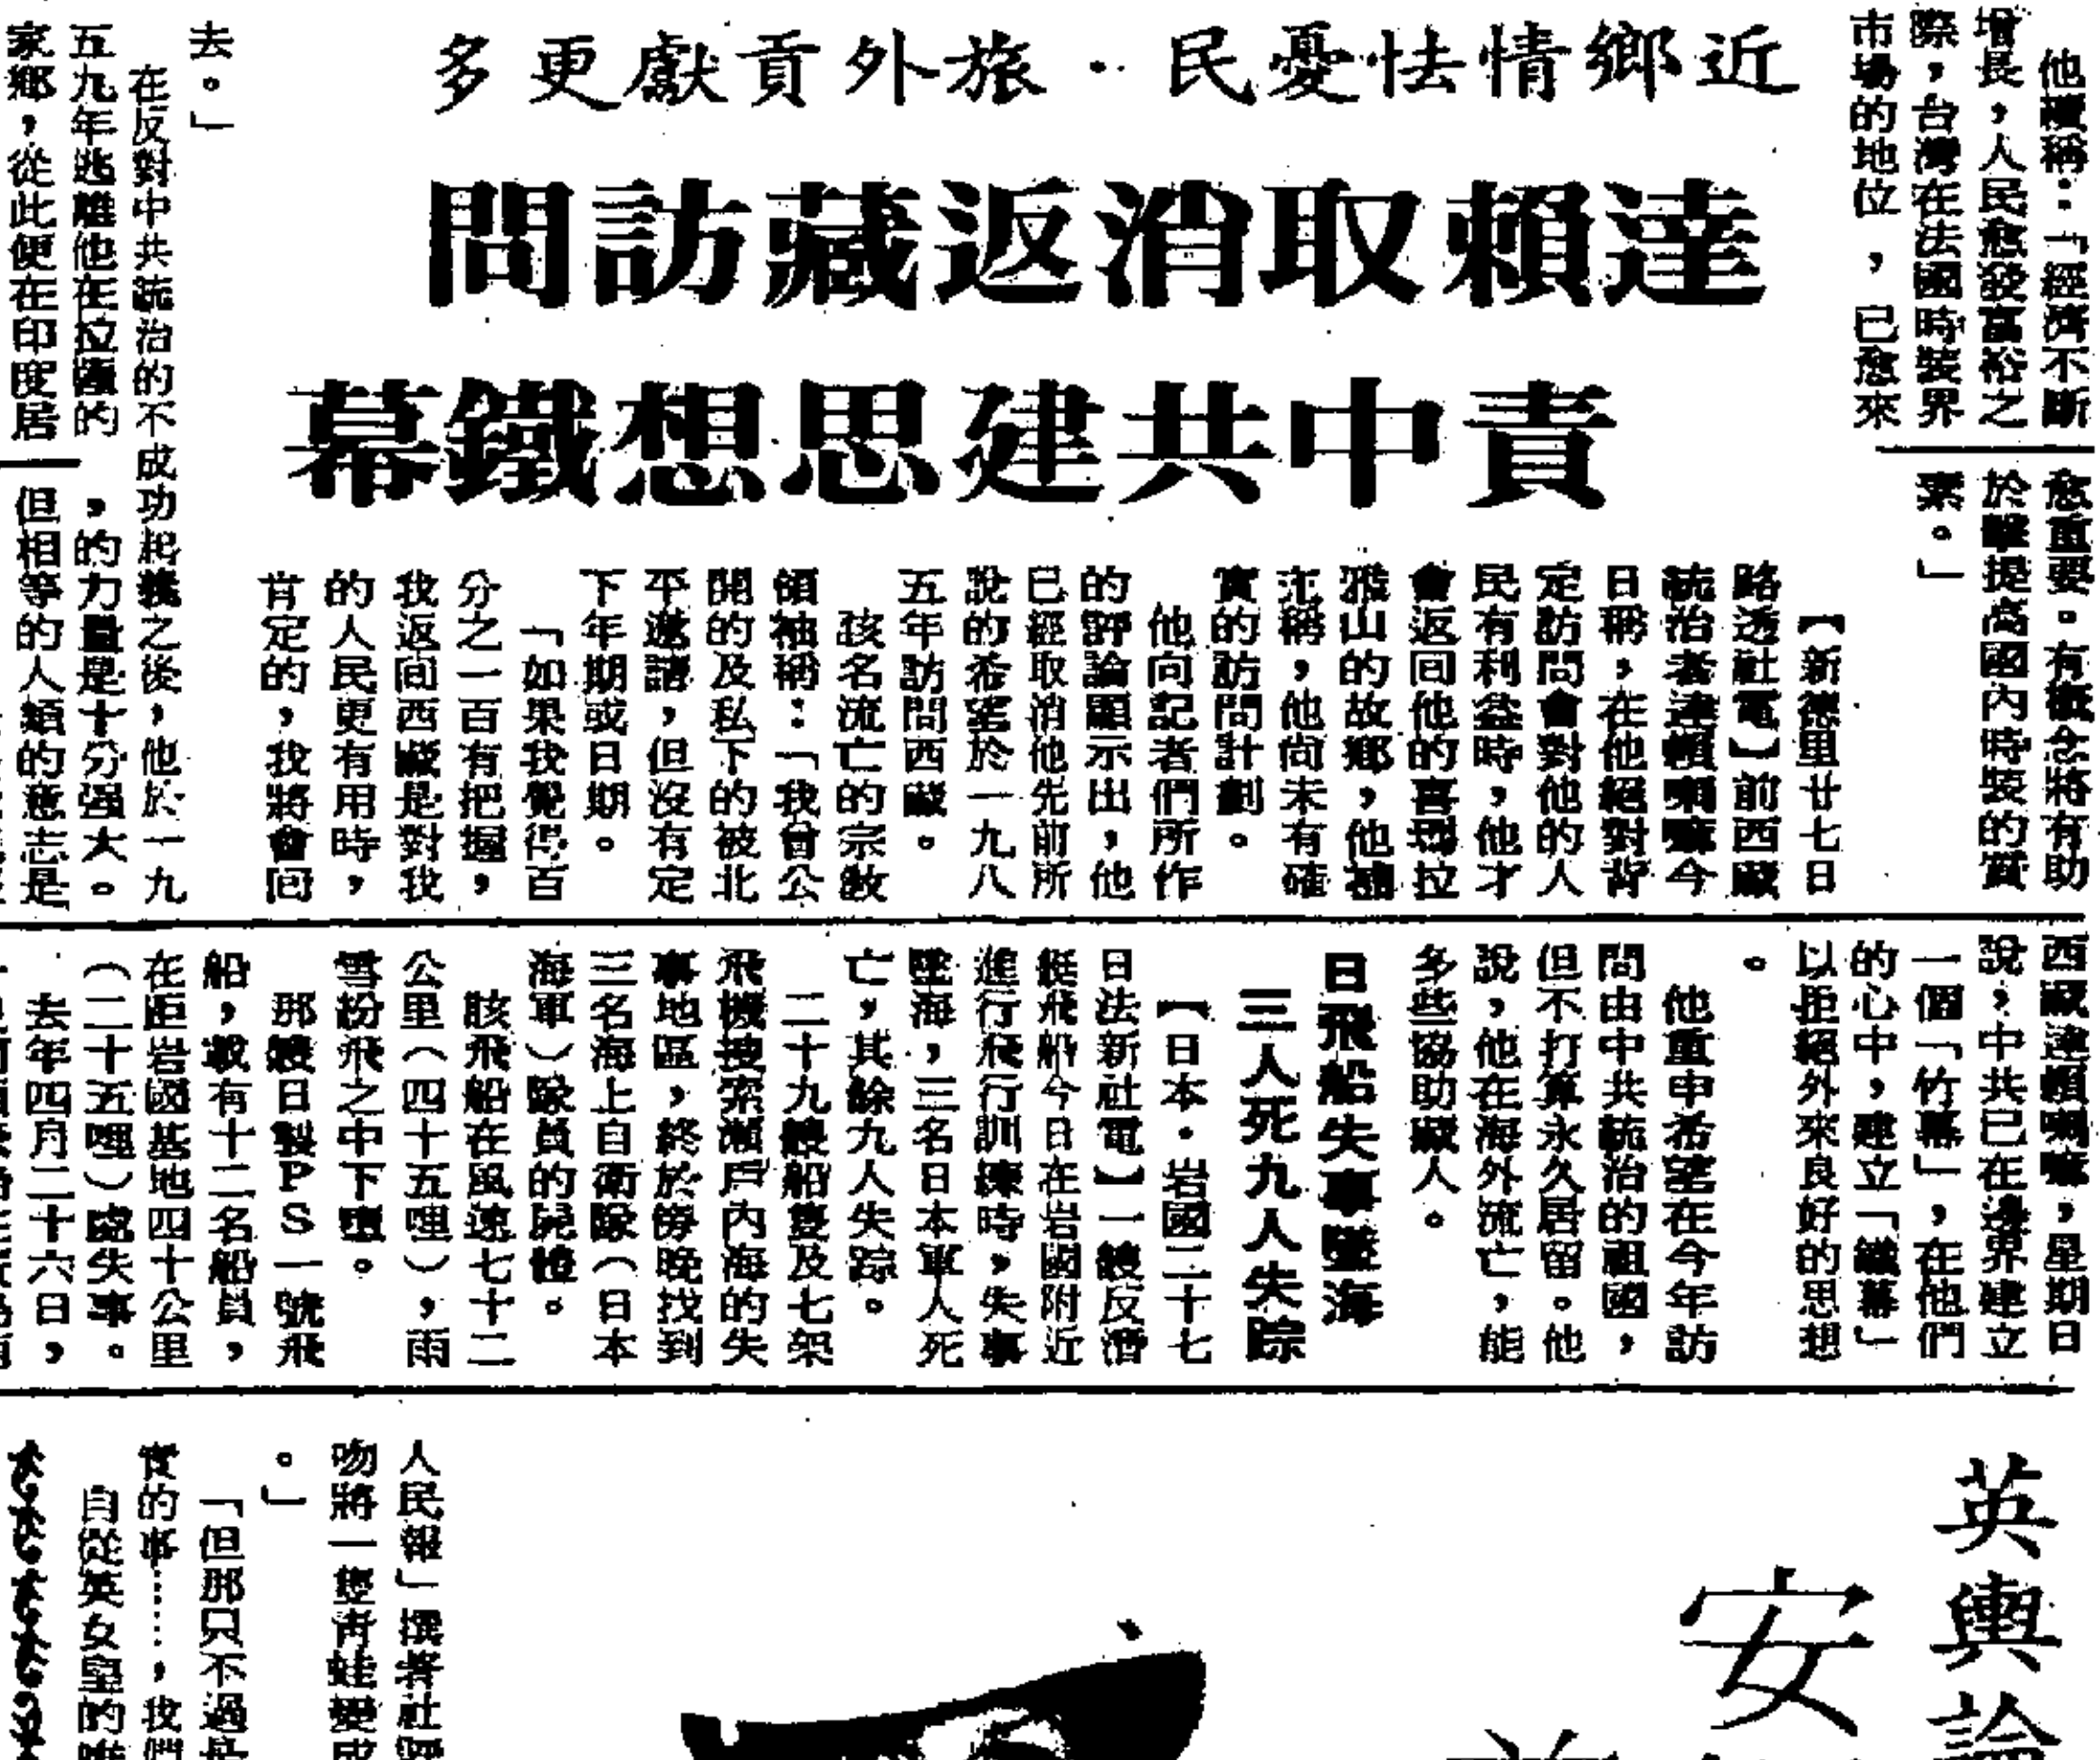 他續稱：「經濟不斷
增長，人民愈發富裕之
際，台灣在法國時裝界
市場的地位，已愈來
愈重要。有概念將有助
於擊提高國內時裝的質
素。」
近鄉情怯憂民·旅外貢獻更多
達賴取消返藏訪問
責中共建思想鐵幕
【新德里廿七日
路透社電】前西藏
統治者達賴喇嘛今
日稱，在他絕對肯
定訪問會對他的人
民有利益時，他才
會返回他的喜瑪拉
雅山的故鄉，他補
充稱，他尚未有確
實的訪問計劃。
他向記者們所作
的評論顯示出，他
已經取消他先前所
說的希望於一九八
五年訪問西藏。
該名流亡的宗教
領袖稱：「我曾公
開的及私下的被北
平邀請，但沒有定
下年期或日期。
「如果我覺得百
分之一百有把握，
我返回西藏是對我
的人民更有用時，
肯定的，我將會回
去。」
在反對中共統治的不成功起義之後，他於一九
五九年逃離他在拉薩的
家鄉，從此便在印度居
，的力量是十分强大。
但相等的人類的意志是
西藏達賴喇嘛，星期日
說，中共已在邊界建立
一個「竹幕」，在他們
的心中，建立「鐵幕」
以拒絕外來良好的思想
。
他重申希望在今年訪
問由中共統治的祖國，
但不打算永久居留。他
說，他在海外流亡，能
多些協助藏人。
日飛船失事墜海
三人死九人失踪
【日本·岩國二十七
日法新社電】一艘反潛
艇飛船今日在岩國附近
進行飛行訓練時，失事
墜海，三名日本軍人死
亡，其餘九人失踪。
二十九艘船隻及七架
飛機搜索瀨戶內海的失
事地區，終於傍晚找到
三名海上自衛隊（日本
海軍）隊員的屍體。
該飛船在風速七十二
公里（四十五哩），雨
雪紛飛之中下墮。
那艘日製PS一號飛
船，載有十二名船員，
在距岩國基地四十公里
（二十五哩）處失事。
去年四月二十六日，
英輿論
安
人民報」撰著社
吻將一隻靑蛙變成
。」
「但那只不過是
實的事……，我們
自從英女皇的